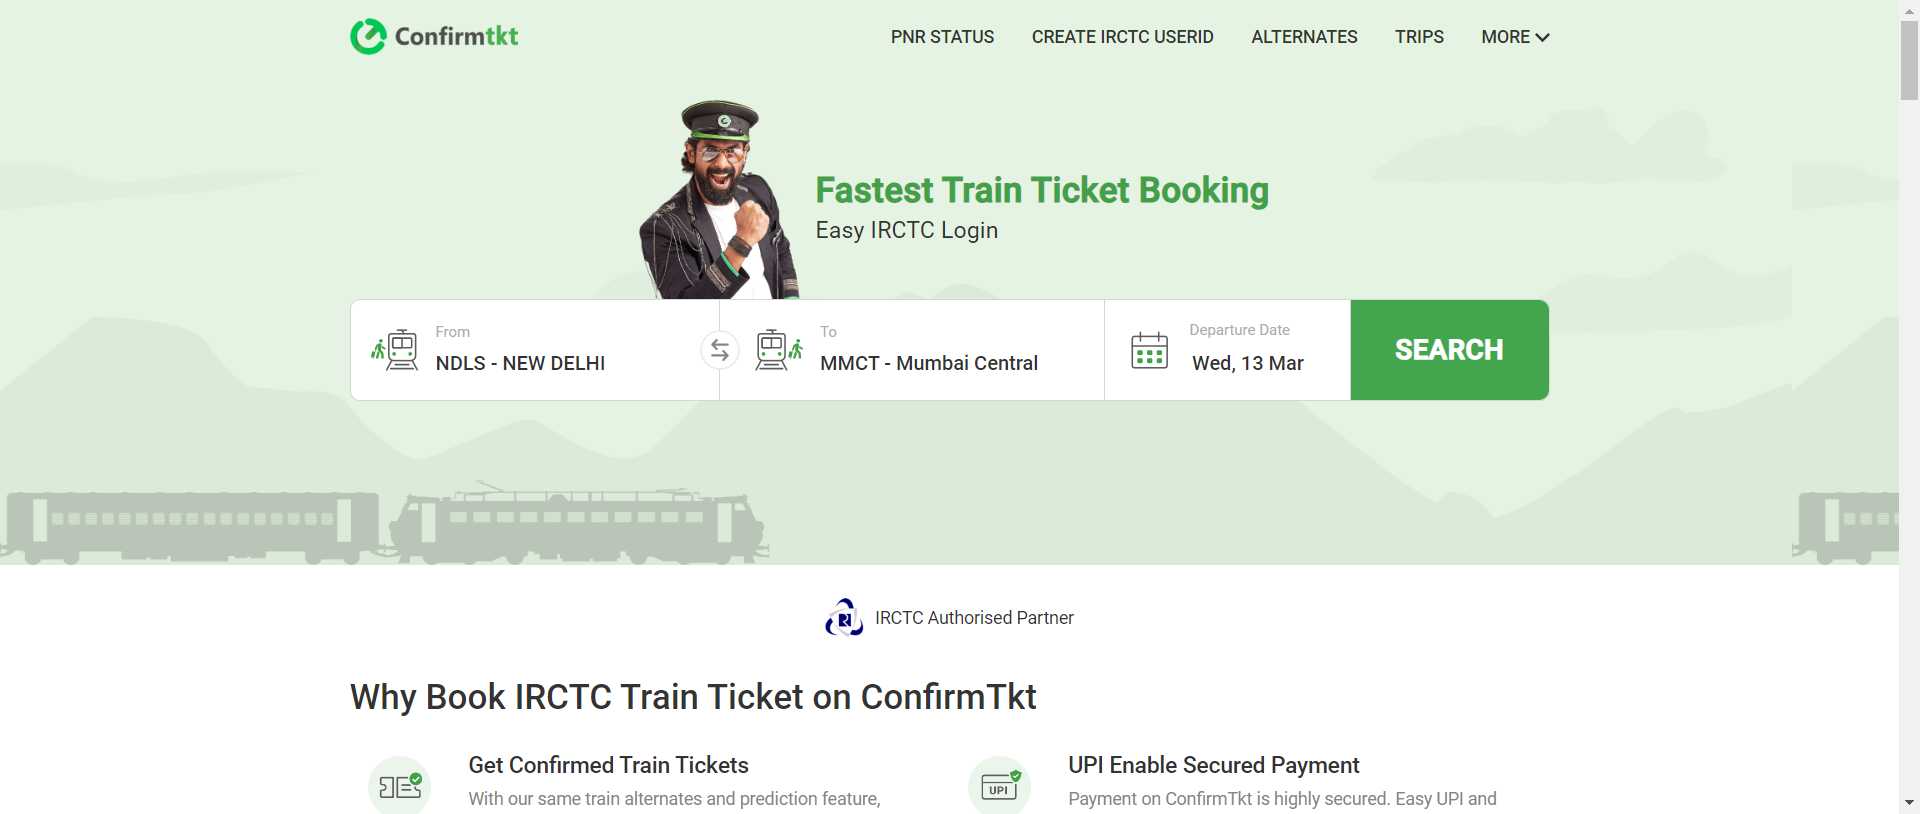 Confirmtkt
PNR STATUS
CREATE IRCTC USERID
ALTERNATES
TRIPS
MORE
Fastest Train Ticket Booking
Easy IRCTC Login
From
NDLS - NEW DELHI
To
MMCT - Mumbai Central
Departure Date
Wed, 13 Mar
SEARCH
IRCTC Authorised Partner
Why Book IRCTC Train Ticket on ConfirmTkt
Get Confirmed Train Tickets
With our same train alternates and prediction feature,
UPI
UPI Enable Secured Payment
Payment on ConfirmTkt is highly secured. Easy UPI and